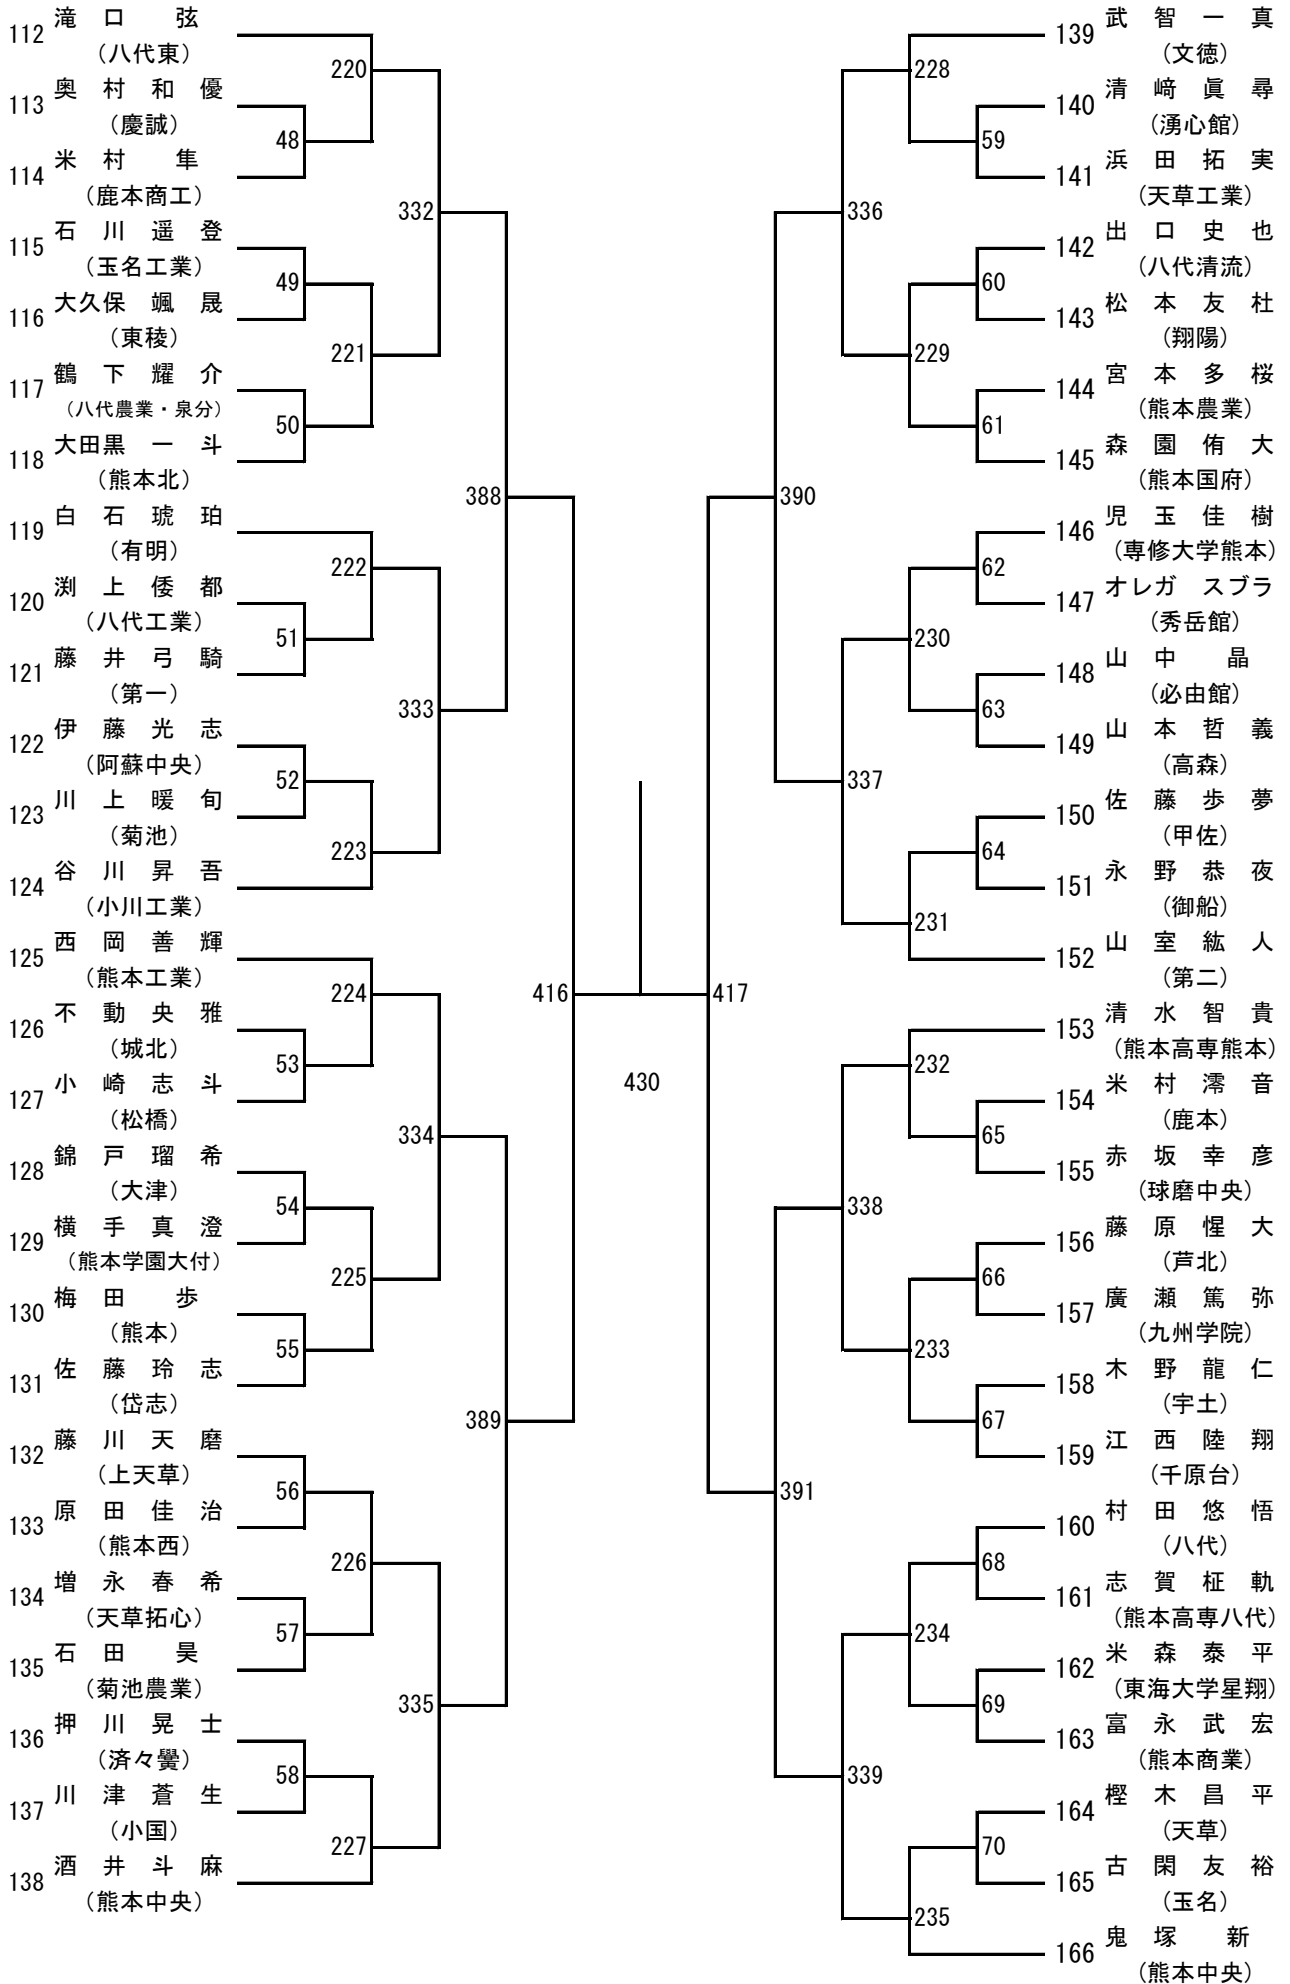 112 滝口 弦
(八代東)
113 奥村和優
(慶誠)
114 米村 隼
(鹿本商工)
115 石川遥登
(玉名工業)
116 大久保颯晟
(東稜)
117 鶴下耀介
(八代農業・泉分)
118 大田黒一斗
(熊本北)
119 白石琥珀
(有明)
120 渕上倭都
(八代工業)
121 藤井弓騎
(第一)
122 伊藤光志
(阿蘇中央)
123 川上暖旬
(菊池)
124 谷川昇吾
(小川工業)
125 西岡善輝
(熊本工業)
126 不動央雅
(城北)
127 小崎志斗
(松橋)
128 錦戸瑠希
(大津)
129 横手真澄
(熊本学園大付)
130 梅田 歩
(熊本)
131 佐藤玲志
(岱志)
132 藤川天磨
(上天草)
133 原田佳治
(熊本西)
134 増永春希
(天草拓心)
135 石田 昊
(菊池農業)
136 押川晃士
(済々黌)
137 川津蒼生
(小国)
138 酒井斗麻
(熊本中央)
48
49
50
51
52
53
54
55
56
57
58
220
221
222
223
224
225
226
227
332
333
334
335
388
389
416
430
417
390
391
336
337
338
339
228
229
230
231
232
233
234
235
59
60
61
62
63
64
65
66
67
68
69
70
139 武智一真
(文徳)
140 清﨑眞尋
(湧心館)
141 浜田拓実
(天草工業)
142 出口史也
(八代清流)
143 松本友杜
(翔陽)
144 宮本多桜
(熊本農業)
145 森園侑大
(熊本国府)
146 児玉佳樹
(専修大学熊本)
147 オレガ スブラ
(秀岳館)
148 山中 晶
(必由館)
149 山本哲義
(高森)
150 佐藤歩夢
(甲佐)
151 永野恭夜
(御船)
152 山室紘人
(第二)
153 清水智貴
(熊本高専熊本)
154 米村澪音
(鹿本)
155 赤坂幸彦
(球磨中央)
156 藤原惺大
(芦北)
157 廣瀬篤弥
(九州学院)
158 木野龍仁
(宇土)
159 江西陸翔
(千原台)
160 村田悠悟
(八代)
161 志賀柾軌
(熊本高専八代)
162 米森泰平
(東海大学星翔)
163 富永武宏
(熊本商業)
164 樫木昌平
(天草)
165 古閑友裕
(玉名)
166 鬼塚 新
(熊本中央)